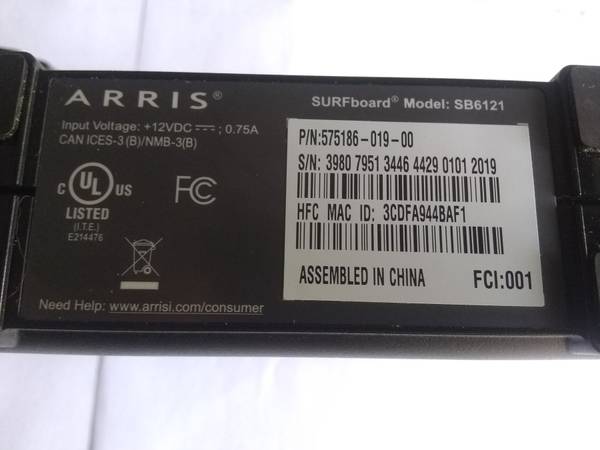 ARRIS®
SURFboard® Model: SB6121
Input Voltage: +12VDC ⎓; 0.75A
CAN ICES-3 (B)/NMB-3(B)
C UL® US
LISTED
(I.T.E.)
E214476
FC
Need Help: www.arrisi.com/consumer
P/N:575186-019-00
S/N: 3980 7951 3446 4429 0101 2019
HFC MAC ID: 3CDFA944BAF1
ASSEMBLED IN CHINA FCI:001